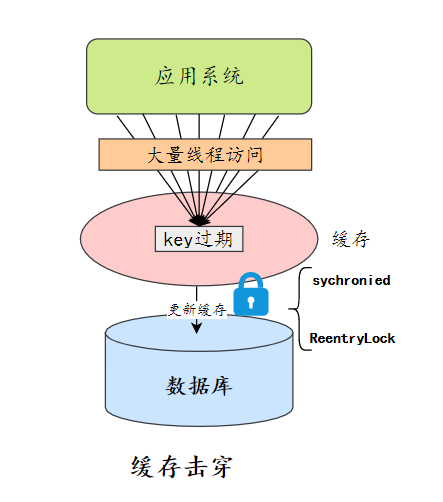 应用系统
大量线程访问
key过期
缓存
sychronied
更新缓存
ReentryLock
数据库
缓存击穿